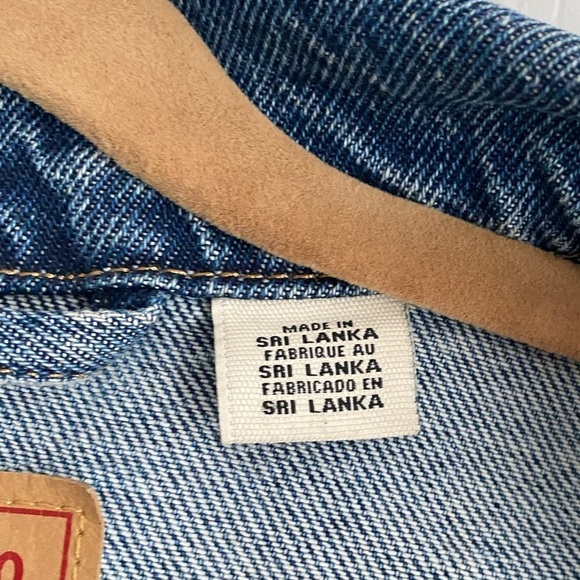 MADE IN
SRI LANKA
FABRIQUE AU
SRI LANKA
FABRICADO EN
SRI LANKA